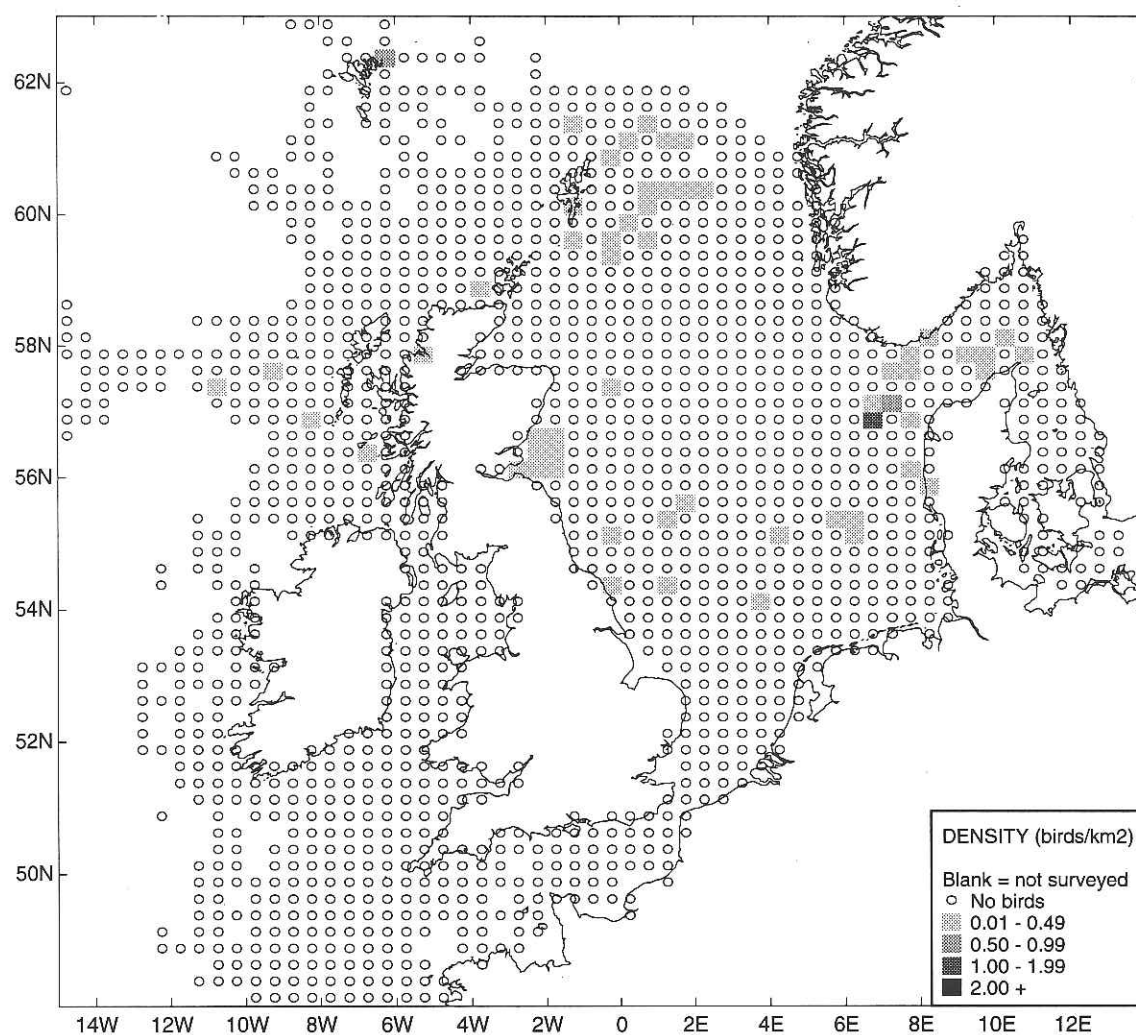 62N
60N
58N
56N
54N
52N
50N
DENSITY (birds/km2)
Blank = not surveyed
No birds
0.01 - 0.49
0.50 - 0.99
1.00 - 1.99
2.00 +
14W 12W 10W 8W 6W 4W 2W 0 2E 4E 6E 8E 10E 12E